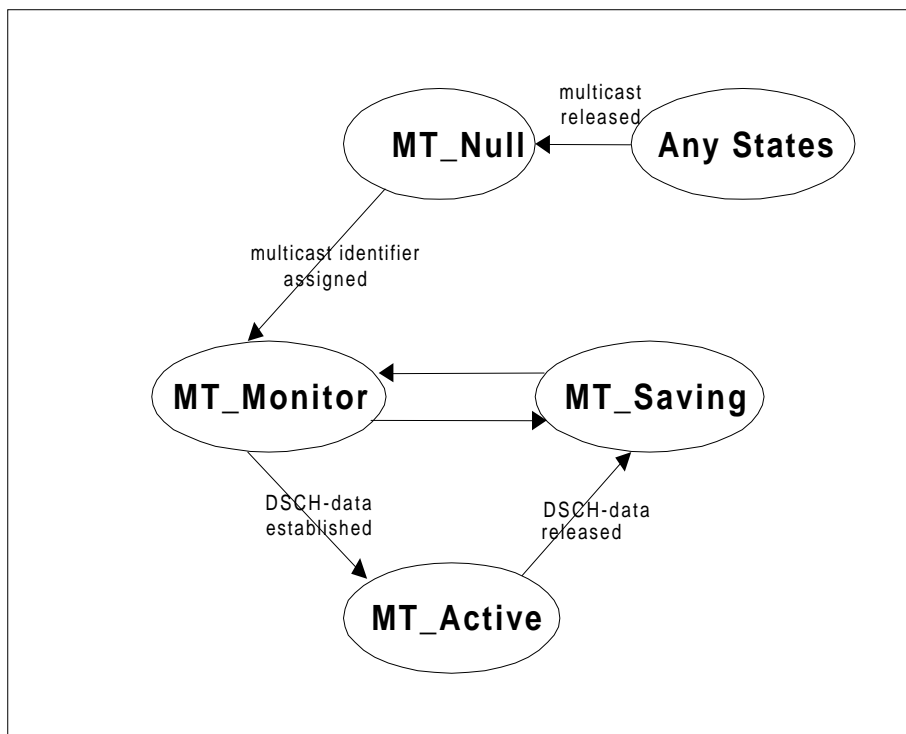 multicast
released
MT_Null
Any States
multicast identifier
assigned
MT_Monitor
MT_Saving
DSCH-data
established
DSCH-data
released
MT_Active